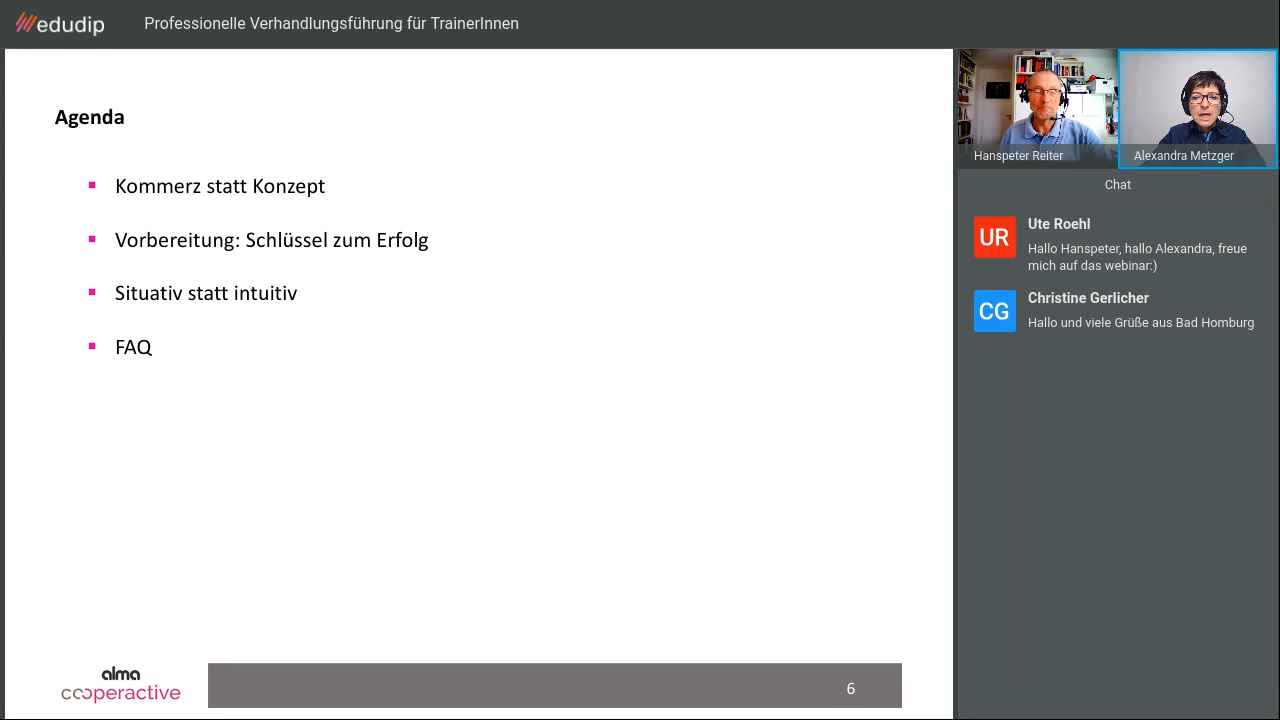 edudip
Professionelle Verhandlungsführung für TrainerInnen
Agenda
Kommerz statt Konzept
Vorbereitung: Schlüssel zum Erfolg
Situativ statt intuitiv
FAQ
alma
cooperactive
6
Hanspeter Reiter
Alexandra Metzger
Chat
UR
Ute Roehl
Hallo Hanspeter, hallo Alexandra, freue
mich auf das webinar:)
CG
Christine Gerlicher
Hallo und viele Grüße aus Bad Homburg